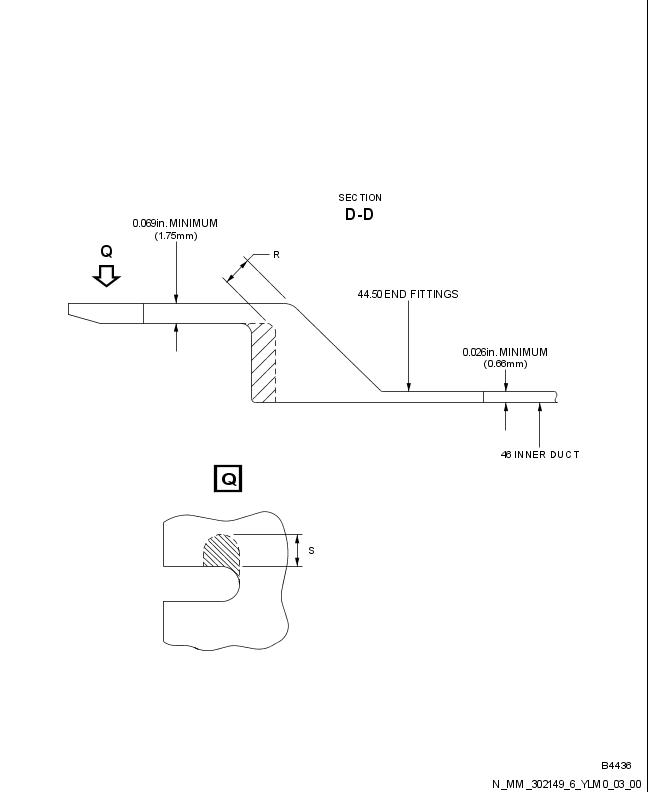 SECTION
D-D
0.069in. MINIMUM
(1.75mm)
Q
R
44.50 END FITTINGS
0.026in. MINIMUM
(0.66mm)
46 INNER DUCT
Q
S
B4436
N_MM_302149_6_YLM0_03_00